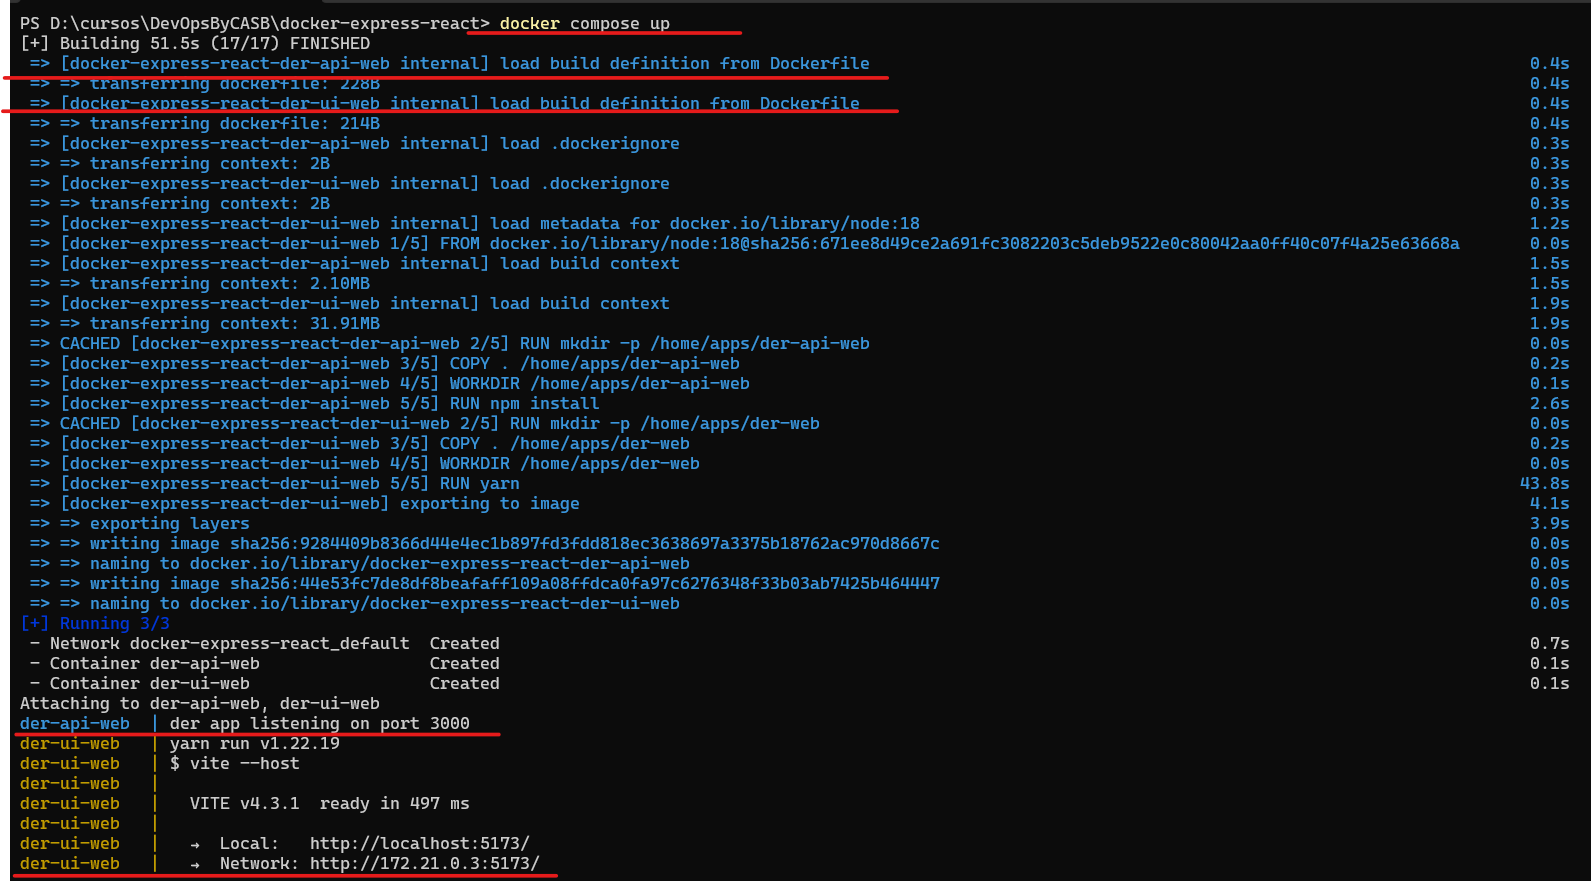 PS D:\cursos\DevOpsByCASB\docker-express-react> docker compose up
[+] Building 51.5s (17/17) FINISHED
=> [docker-express-react-der-api-web internal] load build definition from Dockerfile 0.4s
=> => transferring dockerfile: 228B 0.4s
=> [docker-express-react-der-ui-web internal] load build definition from Dockerfile 0.4s
=> => transferring dockerfile: 214B 0.4s
=> [docker-express-react-der-api-web internal] load .dockerignore 0.3s
=> => transferring context: 2B 0.3s
=> [docker-express-react-der-ui-web internal] load .dockerignore 0.3s
=> => transferring context: 2B 0.3s
=> [docker-express-react-der-ui-web internal] load metadata for docker.io/library/node:18 1.2s
=> [docker-express-react-der-ui-web 1/5] FROM docker.io/library/node:18@sha256:671ee8d49ce2a691fc3082203c5deb9522e0c80042aa0ff40c07f4a25e63668a 0.0s
=> [docker-express-react-der-api-web internal] load build context 1.5s
=> => transferring context: 2.10MB 1.5s
=> [docker-express-react-der-ui-web internal] load build context 1.9s
=> => transferring context: 31.91MB 1.9s
=> CACHED [docker-express-react-der-api-web 2/5] RUN mkdir -p /home/apps/der-api-web 0.0s
=> [docker-express-react-der-api-web 3/5] COPY . /home/apps/der-api-web 0.2s
=> [docker-express-react-der-api-web 4/5] WORKDIR /home/apps/der-api-web 0.1s
=> [docker-express-react-der-api-web 5/5] RUN npm install 2.6s
=> CACHED [docker-express-react-der-ui-web 2/5] RUN mkdir -p /home/apps/der-web 0.0s
=> [docker-express-react-der-ui-web 3/5] COPY . /home/apps/der-web 0.2s
=> [docker-express-react-der-ui-web 4/5] WORKDIR /home/apps/der-web 0.0s
=> [docker-express-react-der-ui-web 5/5] RUN yarn 43.8s
=> [docker-express-react-der-ui-web] exporting to image 4.1s
=> => exporting layers 3.9s
=> => writing image sha256:9284409b8366d44e4ec1b897fd3fdd818ec3638697a3375b18762ac970d8667c 0.0s
=> => naming to docker.io/library/docker-express-react-der-api-web 0.0s
=> => writing image sha256:44e53fc7de8df8beafaff109a08ffdca0fa97c6276348f33b03ab7425b464447 0.0s
=> => naming to docker.io/library/docker-express-react-der-ui-web 0.0s
[+] Running 3/3
- Network docker-express-react_default Created 0.7s
- Container der-api-web Created 0.1s
- Container der-ui-web Created 0.1s
Attaching to der-api-web, der-ui-web
der-api-web | der app listening on port 3000
der-ui-web | yarn run v1.22.19
der-ui-web | $ vite --host
der-ui-web |
der-ui-web | VITE v4.3.1 ready in 497 ms
der-ui-web |
der-ui-web | → Local: http://localhost:5173/
der-ui-web | → Network: http://172.21.0.3:5173/